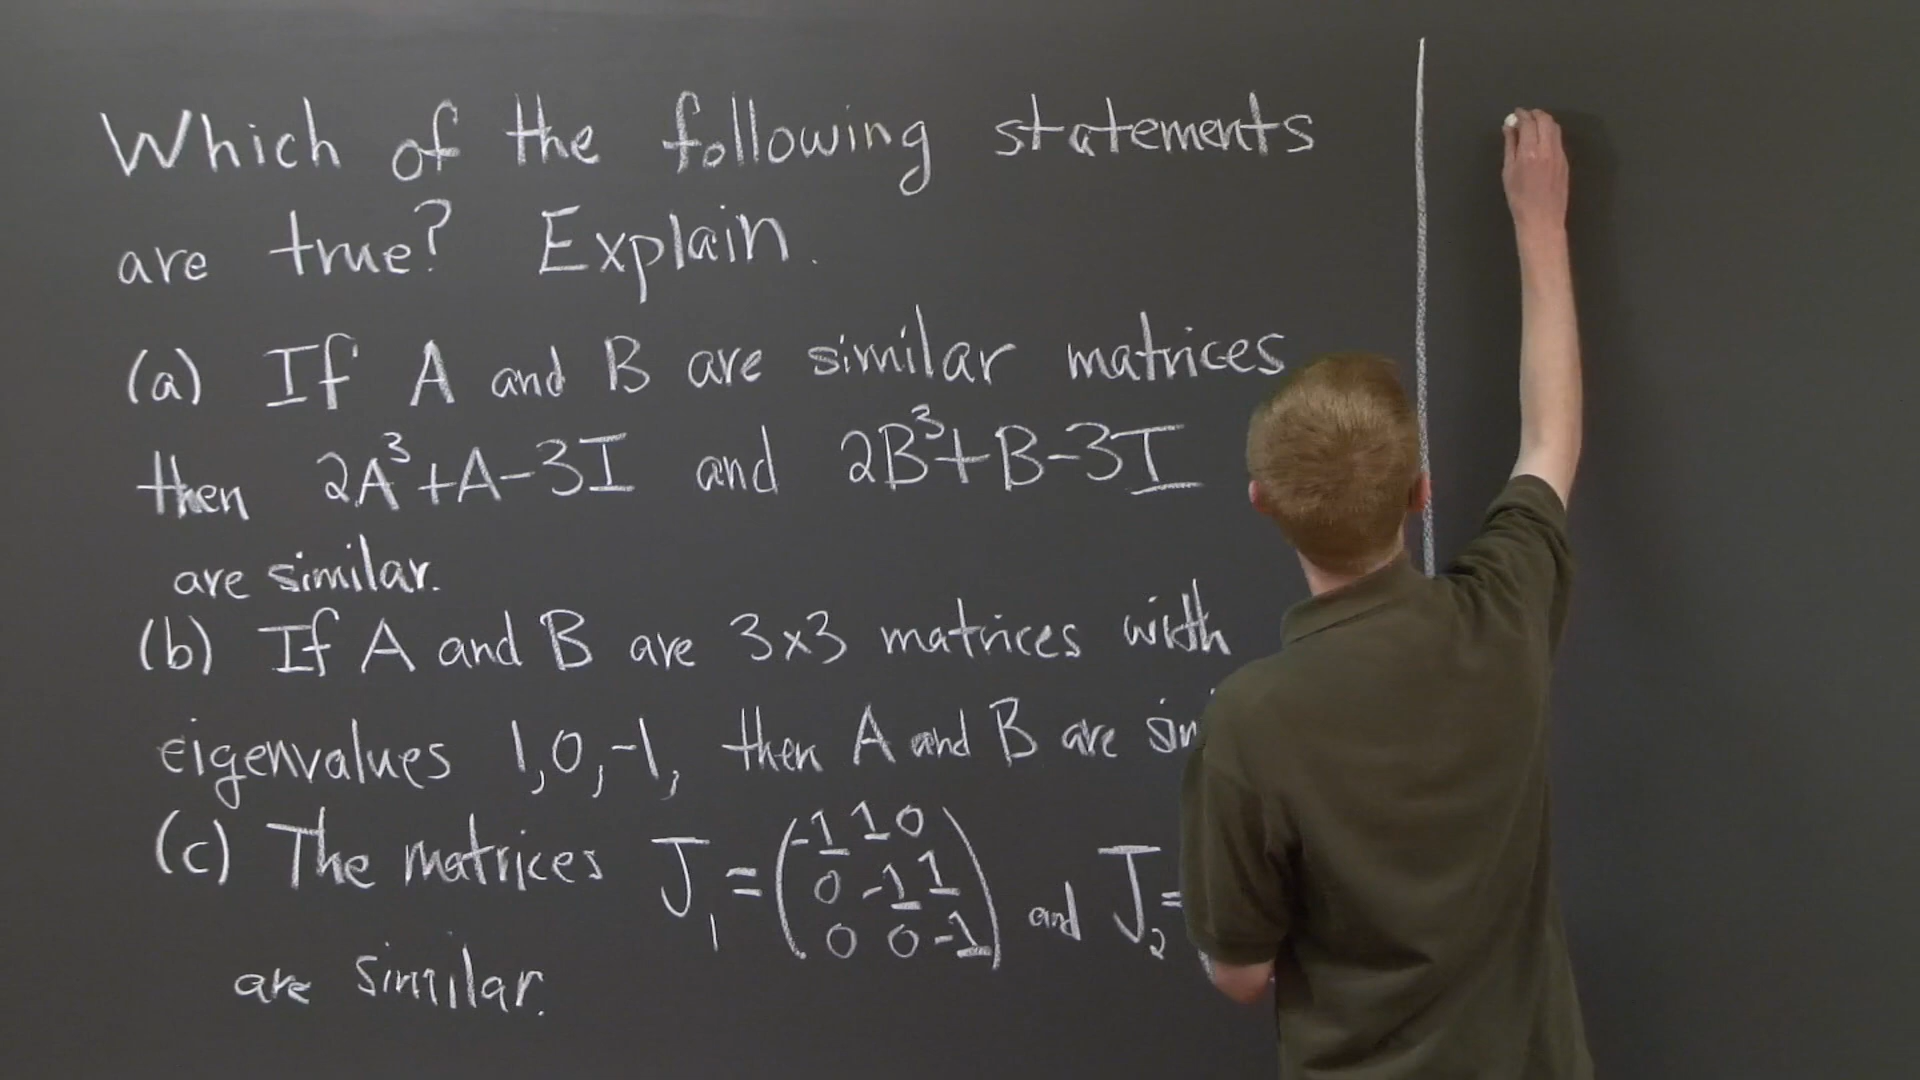 Which of the following statements
are true? Explain.
(a) If A and B are similar matrices
then 2A³+A-3I and 2B³+B-3I
are similar.
(b) If A and B are 3x3 matrices with
eigenvalues 1,0,-1, then A and B are
(c) The matrices J₁=(-1 1 0
0 -1 1
0 0 -1) and J₂=
are similar.